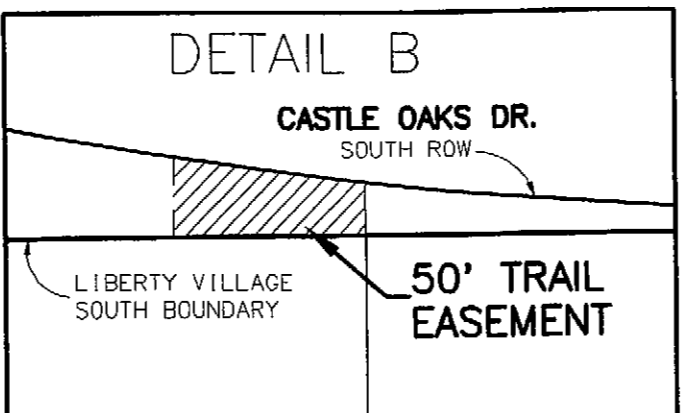 DETAIL B
CASTLE OAKS DR.
SOUTH ROW
LIBERTY VILLAGE
SOUTH BOUNDARY
50' TRAIL
EASEMENT